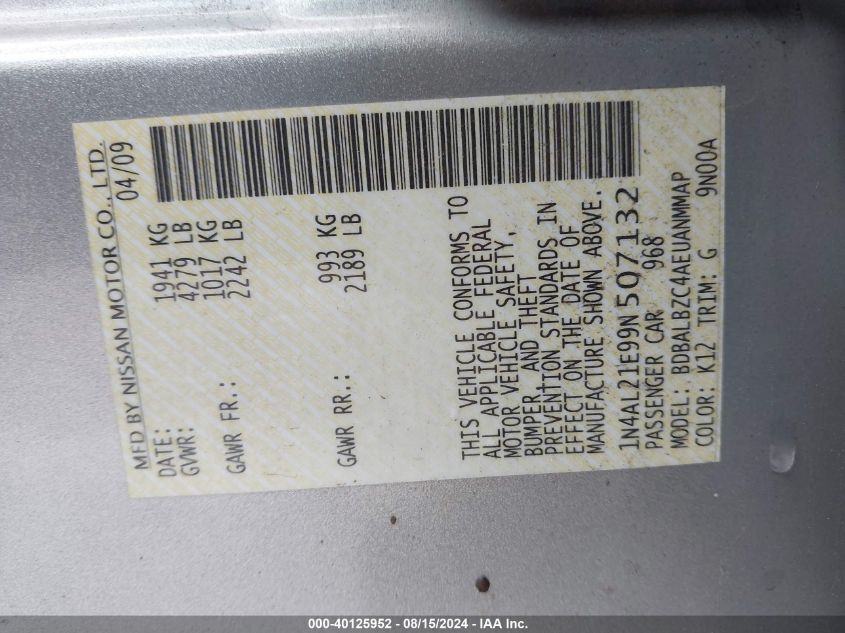 MFD BY NISSAN MOTOR CO., LTD.
DATE: 04/09
GVWR: 1941 KG
4279 LB
GAWR FR.: 1017 KG
2242 LB
GAWR RR.: 993 KG
2189 LB
THIS VEHICLE CONFORMS TO
ALL APPLICABLE FEDERAL
MOTOR VEHICLE SAFETY,
BUMPER, AND THEFT
PREVENTION STANDARDS IN
EFFECT ON THE DATE OF
MANUFACTURE SHOWN ABOVE.
1N4AL21E99N507132
PASSENGER CAR 968
MODEL: BDBALBZC4AEUANMMAP
COLOR: K12 TRIM: G 9N00A
000-40125952 - 08/15/2024 - IAA Inc.